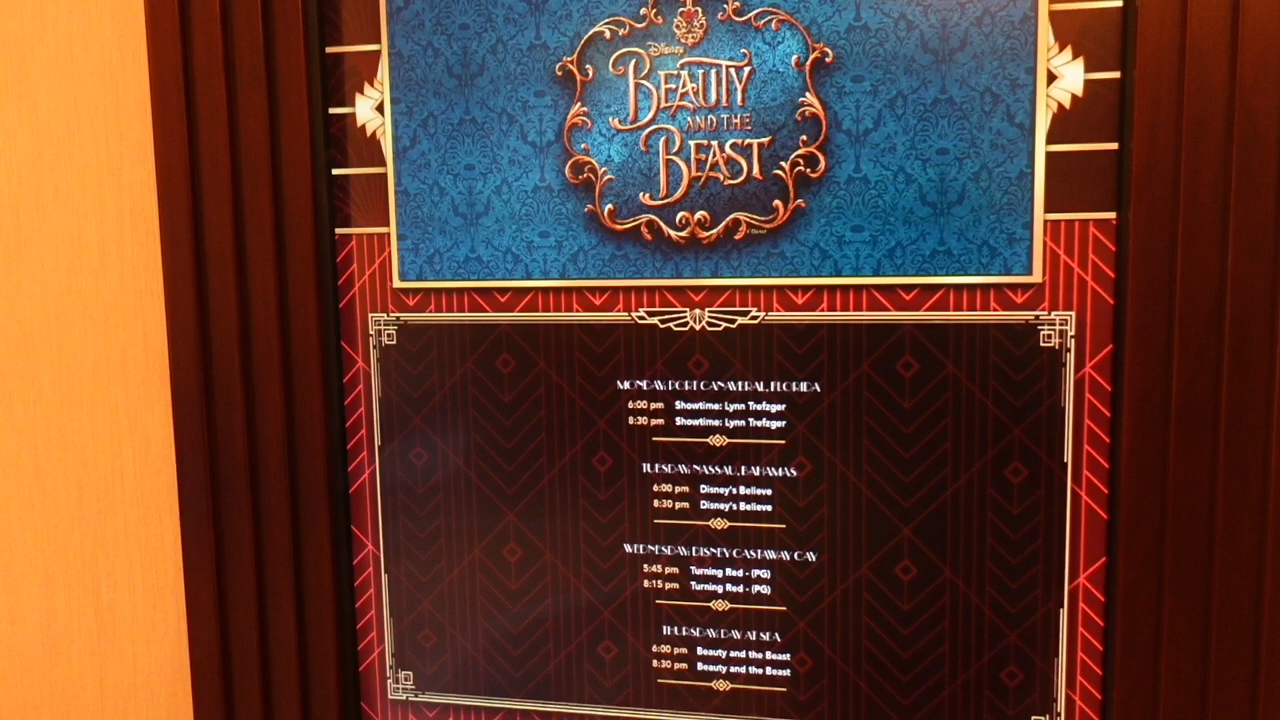 Disney
BEAUTY
AND THE
BEAST
© Disney
MONDAY: PORT CANAVERAL, FLORIDA
6:00 pm Showtime: Lynn Trefzger
8:30 pm Showtime: Lynn Trefzger
TUESDAY: NASSAU, BAHAMAS
6:00 pm Disney's Believe
8:30 pm Disney's Believe
WEDNESDAY: DISNEY CASTAWAY CAY
5:45 pm Turning Red - (PG)
8:15 pm Turning Red - (PG)
THURSDAY: DAY AT SEA
6:00 pm Beauty and the Beast
8:30 pm Beauty and the Beast